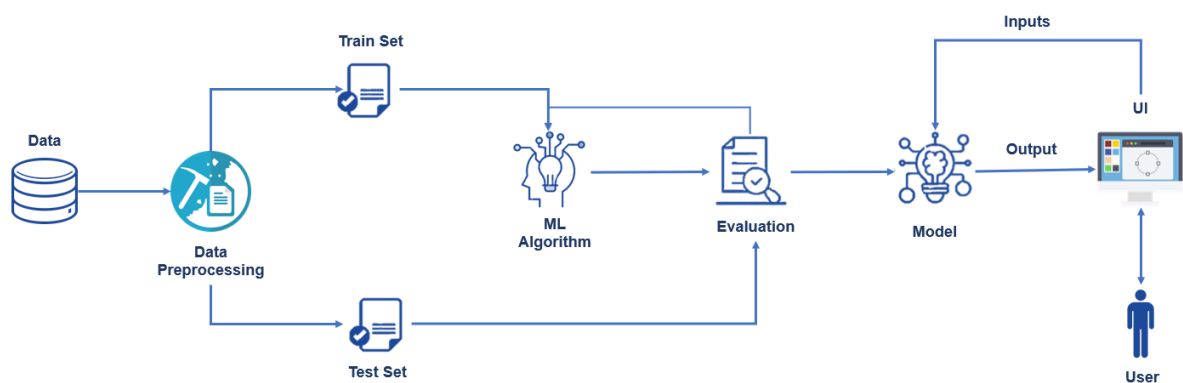 Data
Data
Preprocessing
Train Set
Test Set
ML
Algorithm
Evaluation
Model
Inputs
Output
UI
User